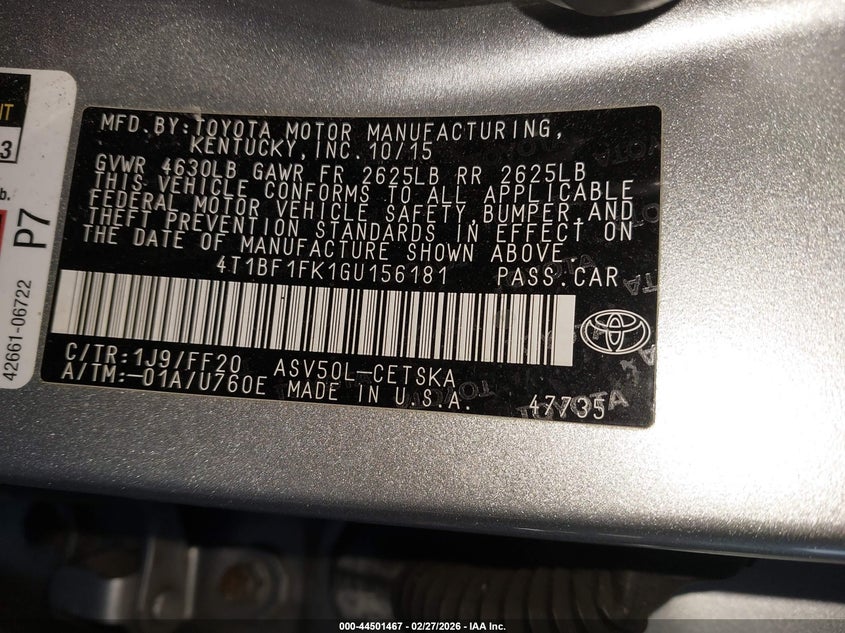 IT
3
b.
P7
42661-06722
MFD.BY:TOYOTA MOTOR MANUFACTURING,
KENTUCKY,INC.10/15
GVWR 4630LB GAWR FR 2625LB RR 2625LB
THIS VEHICLE CONFORMS TO ALL APPLICABLE
FEDERAL MOTOR VEHICLE SAFETY,BUMPER,AND
THEFT PREVENTION STANDARDS IN EFFECT ON
THE DATE OF MANUFACTURE SHOWN ABOVE.
4T1BF1FK1GU156181 PASS.CAR
C/TR:1J9/FF20 ASV50L-CETSKA
A/TM:-01A/U760E MADE IN U.S.A. 47735
TOYOTA
000-44501467 - 02/27/2026 - IAA Inc.